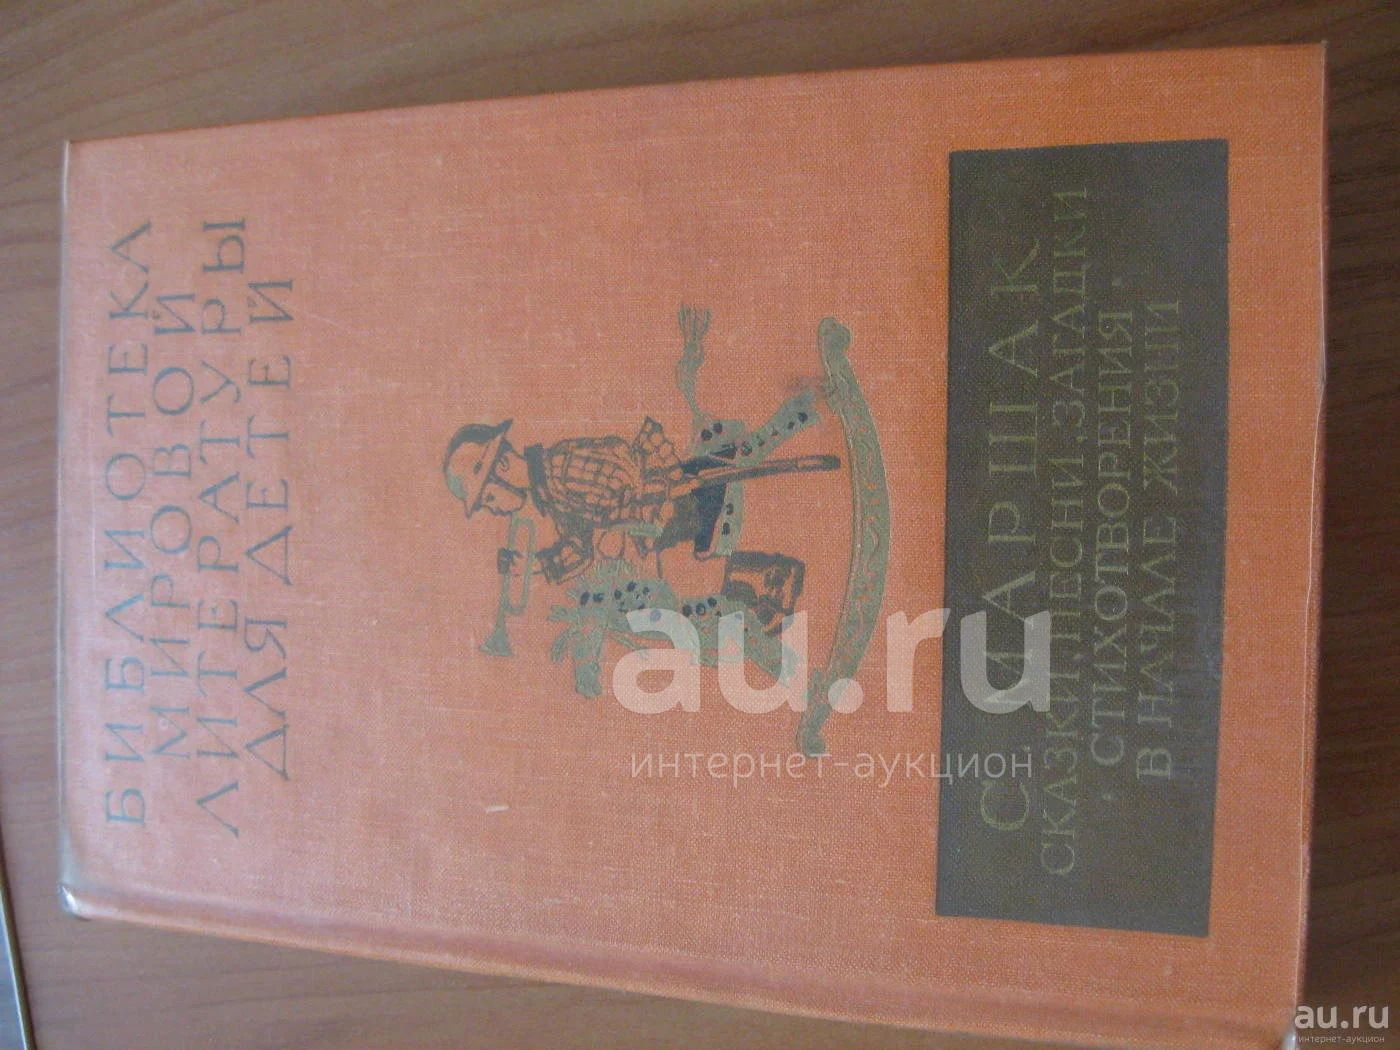 БИБЛИОТЕКА
МИРОВОЙ
ЛИТЕРАТУРЫ
ДЛЯ ДЕТЕЙ
С. МАРШАК
СКАЗКИ.ПЕСНИ.ЗАГАДКИ
· СТИХОТВОРЕНИЯ ·
В НАЧАЛЕ ЖИЗНИ
au.ru
интернет-аукцион
au.ru
интернет-аукцион